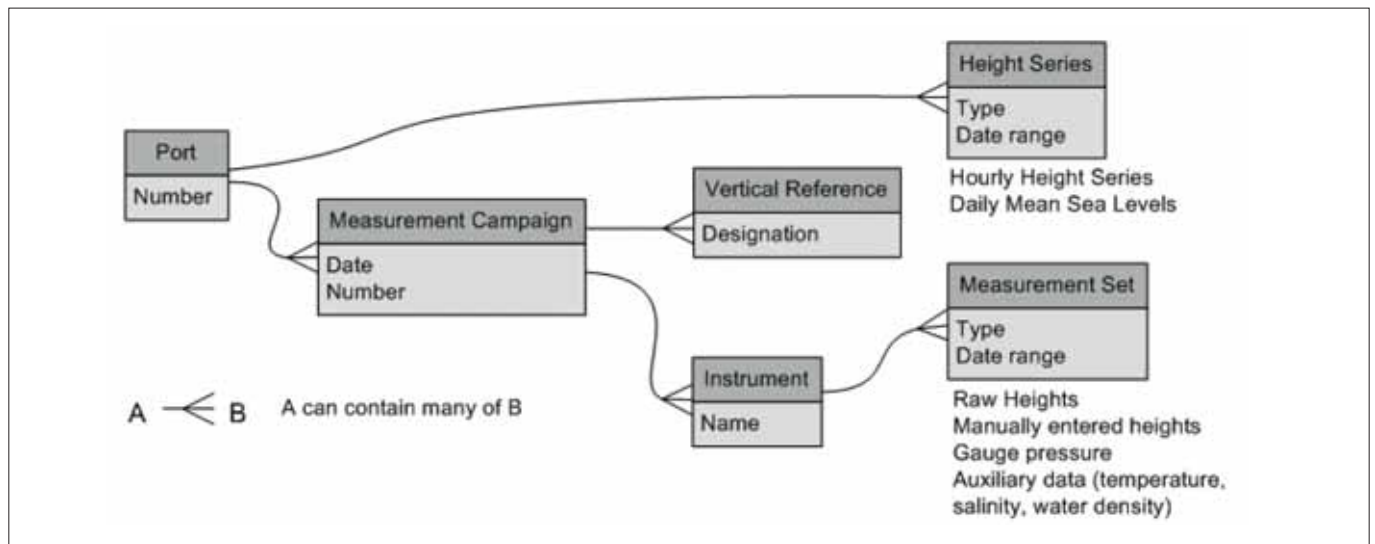 Port
Number
Measurement Campaign
Date
Number
Vertical Reference
Designation
Height Series
Type
Date range
Hourly Height Series
Daily Mean Sea Levels
Instrument
Name
Measurement Set
Type
Date range
Raw Heights
Manually entered heights
Gauge pressure
Auxiliary data (temperature,
salinity, water density)
A B A can contain many of B